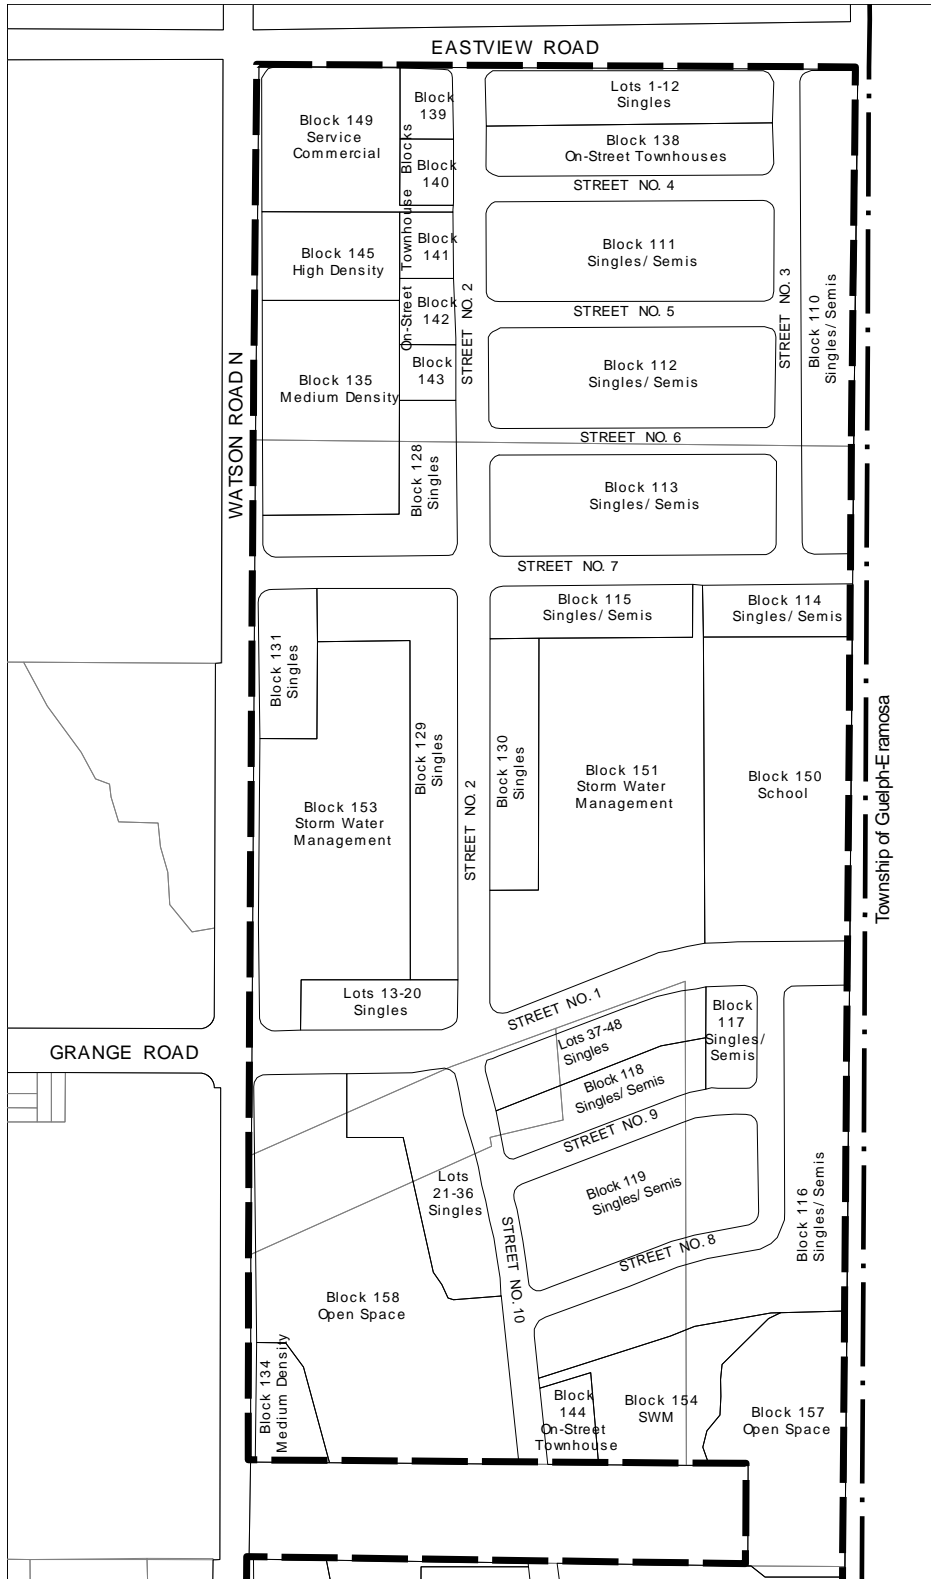 EASTVIEW ROAD
Block 149
Service
Commercial
Block
139
Block
140
On-Street Townhouse Blocks
Lots 1-12
Singles
Block 138
On-Street Townhouses
STREET NO. 4
Block 145
High Density
Block
141
Block
142
Block
143
STREET NO. 2
Block 111
Singles/ Semis
STREET NO. 5
STREET NO. 3
Block 110
Singles/ Semis
WATSON ROAD N
Block 135
Medium Density
Block 112
Singles/ Semis
STREET NO. 6
Block 128
Singles
Block 113
Singles/ Semis
STREET NO. 7
Block 131
Singles
Block 115
Singles/ Semis
Block 114
Singles/ Semis
Block 129
Singles
Block 153
Storm Water
Management
STREET NO. 2
Block 130
Singles
Block 151
Storm Water
Management
Block 150
School
Township of Guelph-Eramosa
Lots 13-20
Singles
STREET NO. 1
GRANGE ROAD
Lots 37-48
Singles
Block
117
Singles/
Semis
Block 118
Singles/ Semis
STREET NO. 9
Lots
21-36
Singles
Block 119
Singles/ Semis
Block 116
Singles/ Semis
STREET NO. 8
STREET NO. 10
Block 158
Open Space
Block 134
Medium Density
Block
144
On-Street
Townhouse
Block 154
SWM
Block 157
Open Space